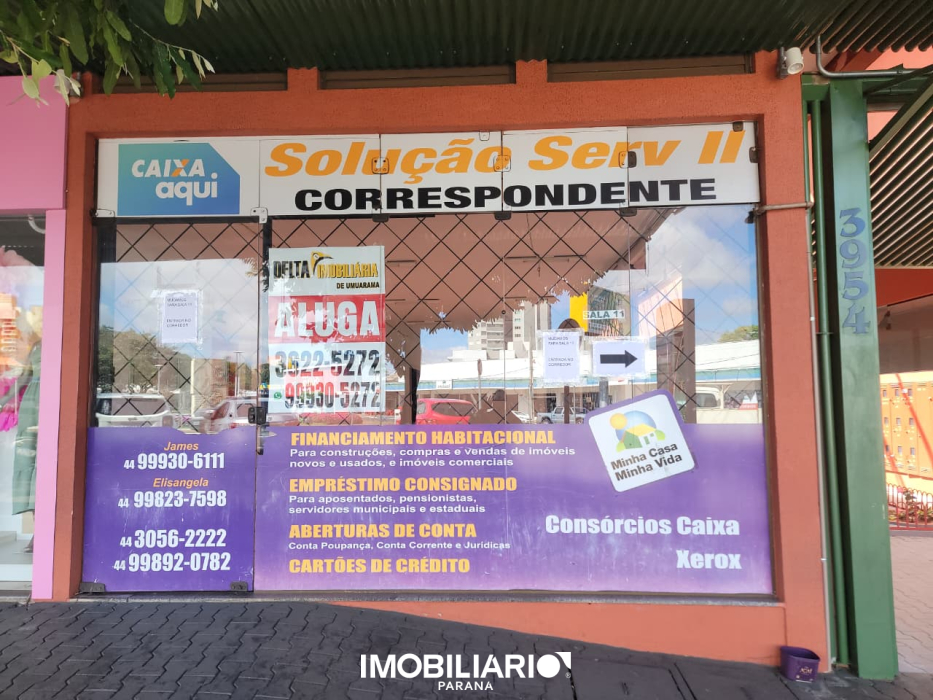 CAIXA
aqui
Solução Serv II
CORRESPONDENTE
DELTA IMOBILIÁRIA
DE UMUARAMA
ALUGA
3622-5272
99930-5272
SALA 11
3954
James
44 99930-6111
Elisangela
44 99823-7598
44 3056-2222
44 99892-0782
FINANCIAMENTO HABITACIONAL
Para construções, compras e Vendas de imóveis
novos e usados, e imóveis comerciais
EMPRÉSTIMO CONSIGNADO
Para aposentados, pensionistas,
servidores municipais e estaduais
ABERTURAS DE CONTA
Conta Poupança, Conta Corrente e Jurídicas
CARTÕES DE CRÉDITO
Minha Casa
Minha Vida
Consórcios Caixa
Xerox
IMOBILIARIO
PARANA